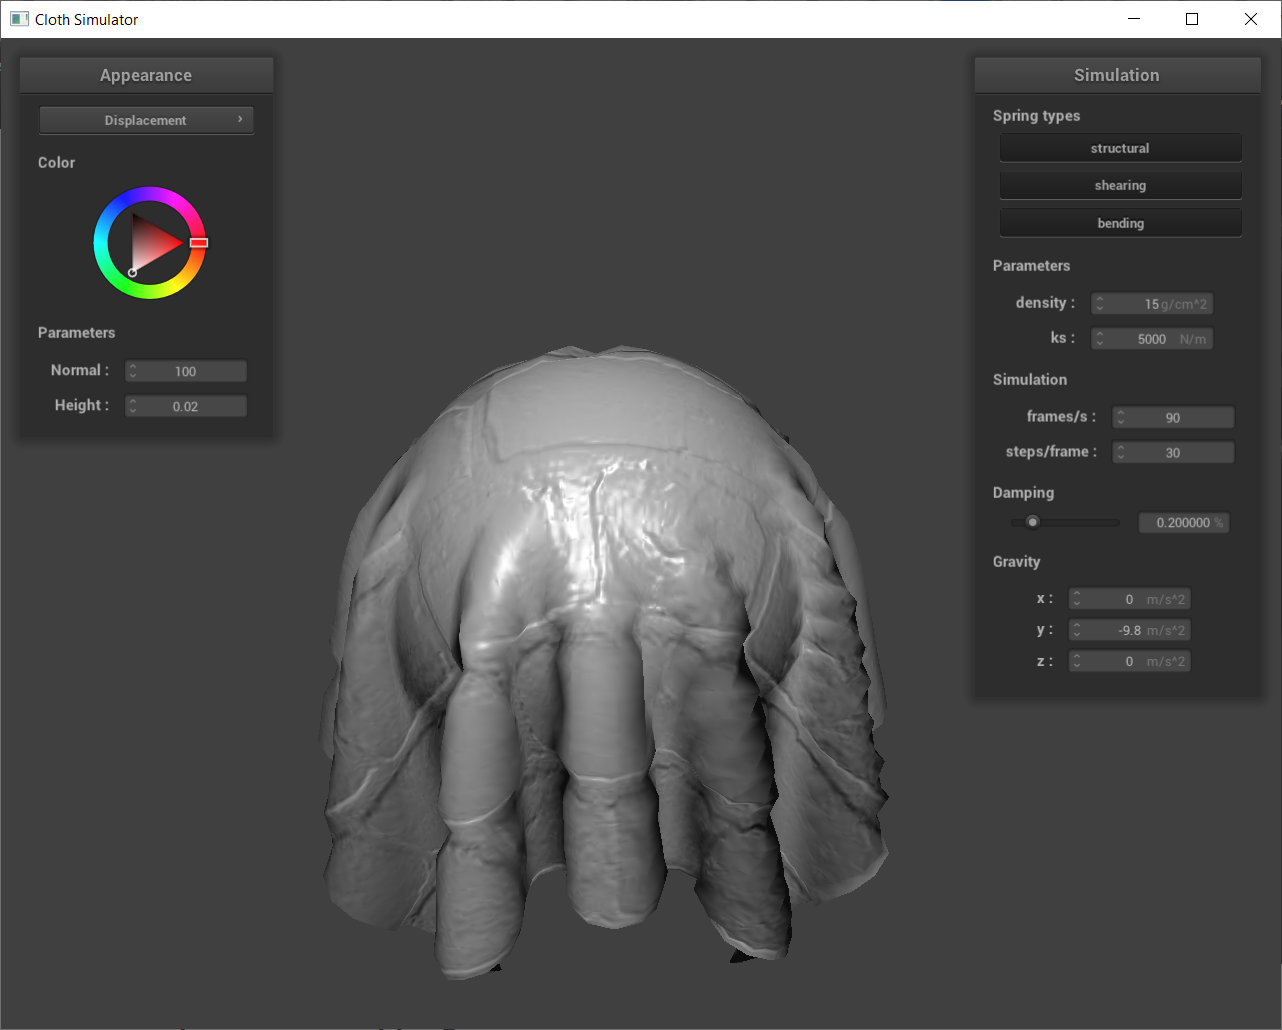 Cloth Simulator
Appearance
Displacement
Color
Parameters
Normal : 100
Height : 0.02
Simulation
Spring types
structural
shearing
bending
Parameters
density : 15 g/cm^2
ks : 5000 N/m
Simulation
frames/s : 90
steps/frame : 30
Damping
0.200000 %
Gravity
x : 0 m/s^2
y : -9.8 m/s^2
z : 0 m/s^2